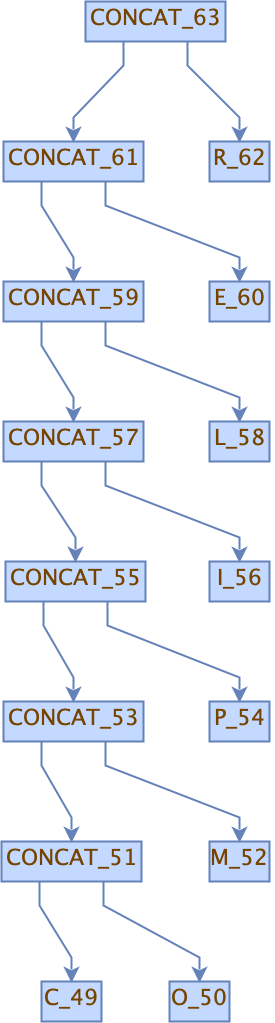 CONCAT_63
CONCAT_61 R_62
CONCAT_59 E_60
CONCAT_57 L_58
CONCAT_55 I_56
CONCAT_53 P_54
CONCAT_51 M_52
C_49 O_50